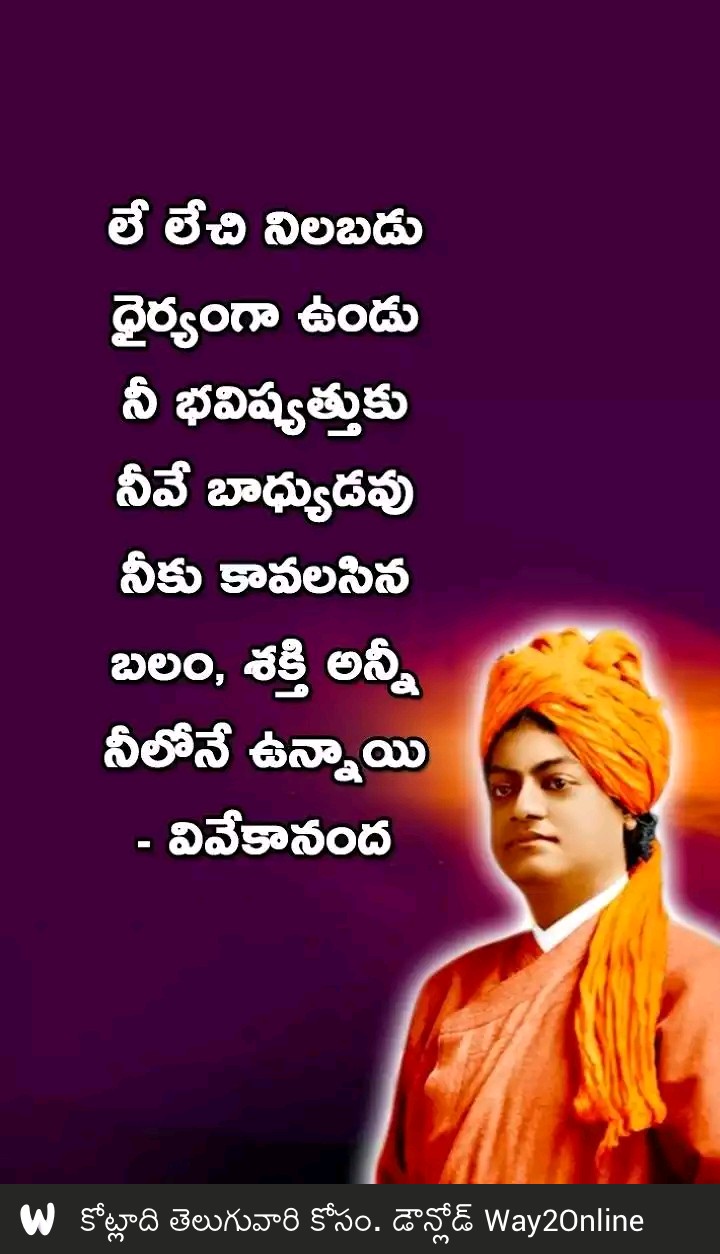 లే లేచి నిలబడు
ధైర్యంగా ఉండు
నీ భవిష్యత్తుకు
నీవే బాధ్యుడవు
నీకు కావలసిన
బలం, శక్తి అన్నీ
నీలోనే ఉన్నాయి
- వివేకానంద
W కోట్లాది తెలుగువారి కోసం. డౌన్లోడ్ Way2Online